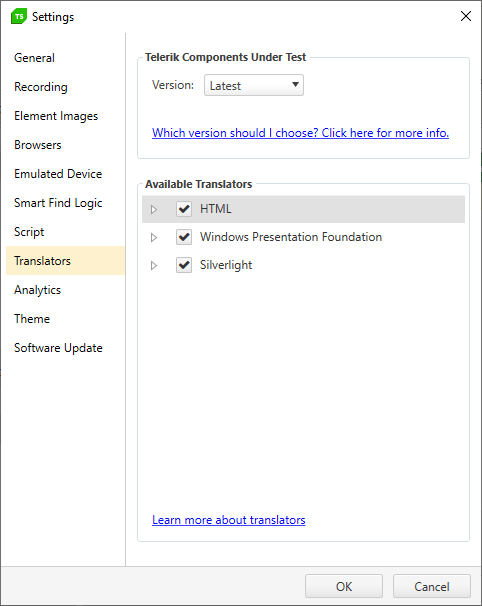 TS Settings
General
Recording
Element Images
Browsers
Emulated Device
Smart Find Logic
Script
Translators
Analytics
Theme
Software Update
Telerik Components Under Test
Version: Latest
Which version should I choose? Click here for more info.
Available Translators
HTML
Windows Presentation Foundation
Silverlight
Learn more about translators
OK Cancel